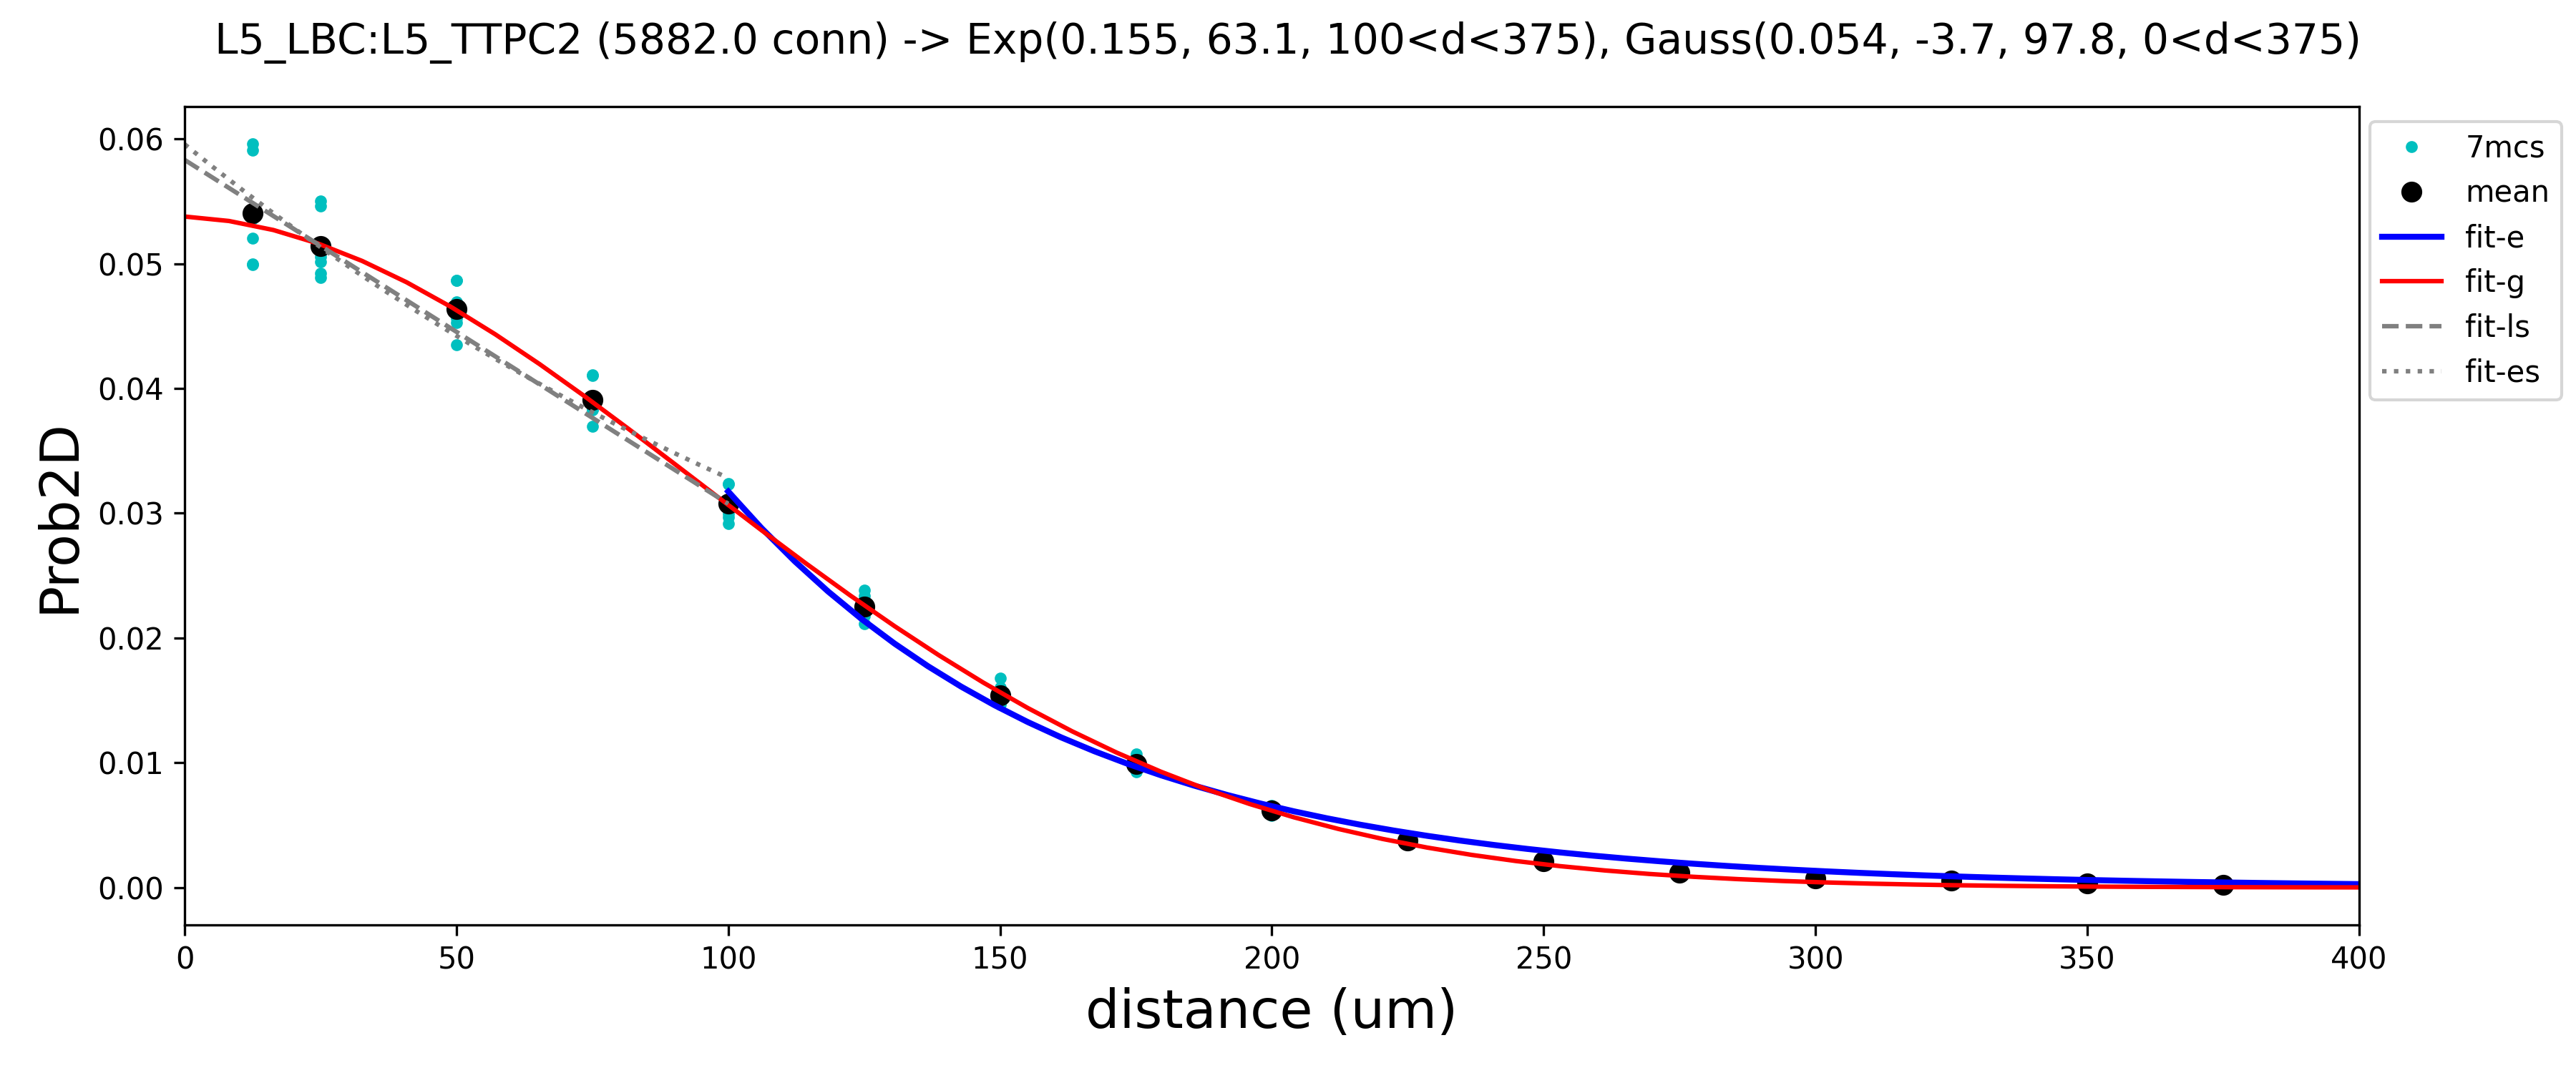 L5_LBC:L5_TTPC2 (5882.0 conn) -> Exp(0.155, 63.1, 100<d<375), Gauss(0.054, -3.7, 97.8, 0<d<375)
7mcs
mean
fit-e
fit-g
fit-ls
fit-es
Prob2D
0.06
0.05
0.04
0.03
0.02
0.01
0.00
0 50 100 150 200 250 300 350 400
distance (um)